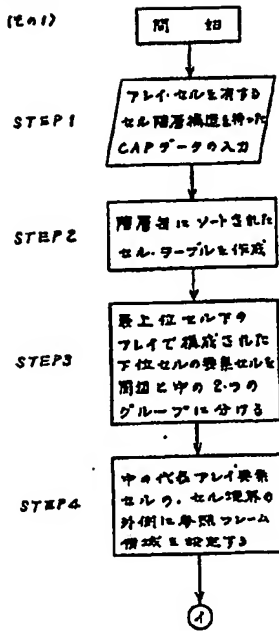 (その1)
開始
STEP1
アレイ・セルを有する
セル階層構造を持った
CAPデータの入力
STEP2
階層毎にソートされた
セル・テーブルを作成
STEP3
最上位セル下の
アレイで構成された
下位セルの要素セルを
周辺と中の2つの
グループに分ける
STEP4
中の代表アレイ要素
セルの、セル境界の
外側に参照フレーム
領域を設定する
イ